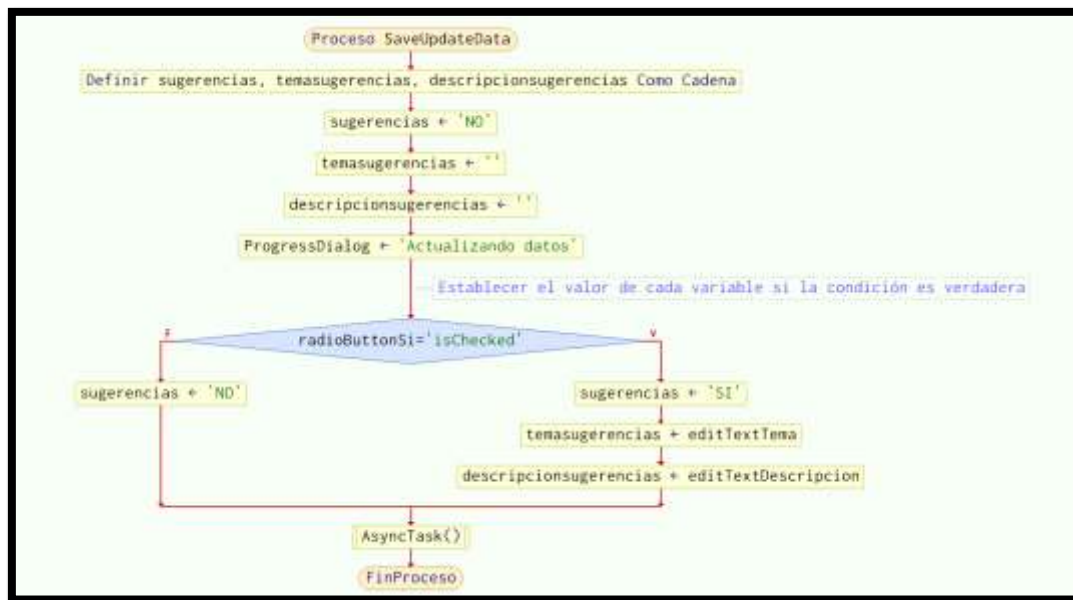 Proceso SaveUpdateData
Definir sugerencias, temasugerencias, descripcionsugerencias Como Cadena
sugerencias ← 'NO'
temasugerencias ← ''
descripcionsugerencias ← ''
ProgressDialog ← 'Actualizando datos'
Establecer el valor de cada variable si la condición es verdadera
F
V
radioButtonSi='isChecked'
sugerencias ← 'NO'
sugerencias ← 'SI'
temasugerencias ← editTextTema
descripcionsugerencias ← editTextDescripcion
AsyncTask()
FinProceso